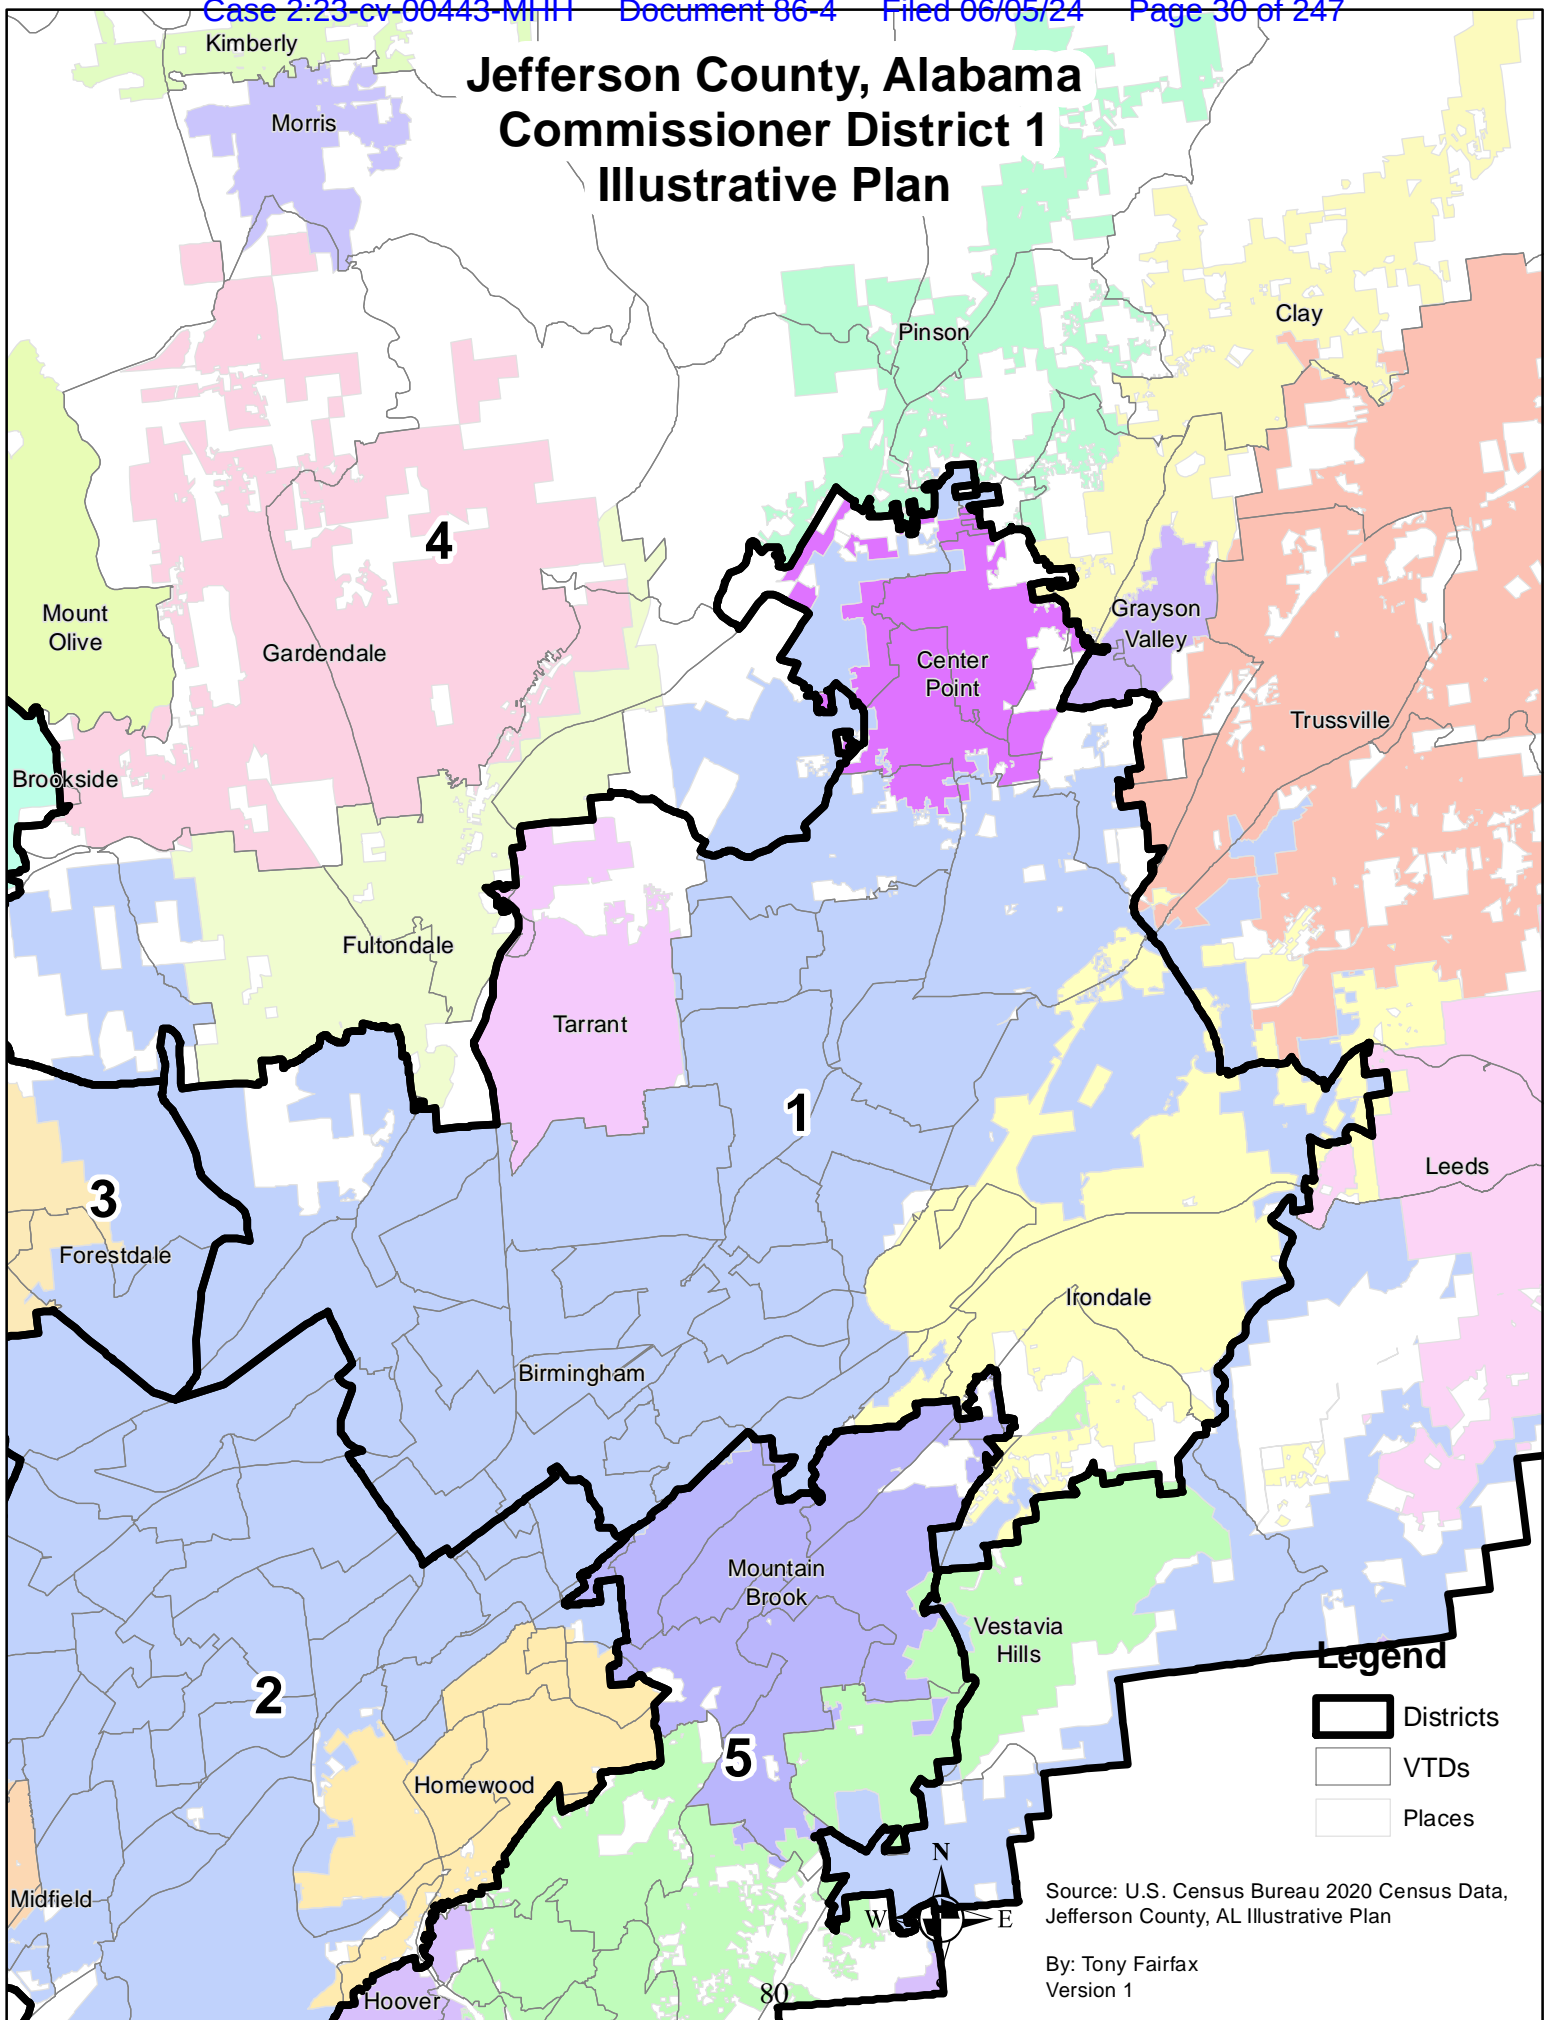 Case 2:23-cv-00443-MHH Document 86-4 Filed 06/05/24 Page 30 of 247
Kimberly
Jefferson County, Alabama
Commissioner District 1
Illustrative Plan
Morris
Clay
Pinson
4
Mount
Olive
Grayson
Valley
Gardendale
Center
Point
Trussville
Brookside
Fultondale
Tarrant
1
Leeds
3
Forestdale
Irondale
Birmingham
Mountain
Brook
Vestavia
Hills
2
5
Homewood
Midfield
Hoover
Legend
Districts
VTDs
Places
N
W
E
S
Source: U.S. Census Bureau 2020 Census Data,
Jefferson County, AL Illustrative Plan
By: Tony Fairfax
Version 1
80